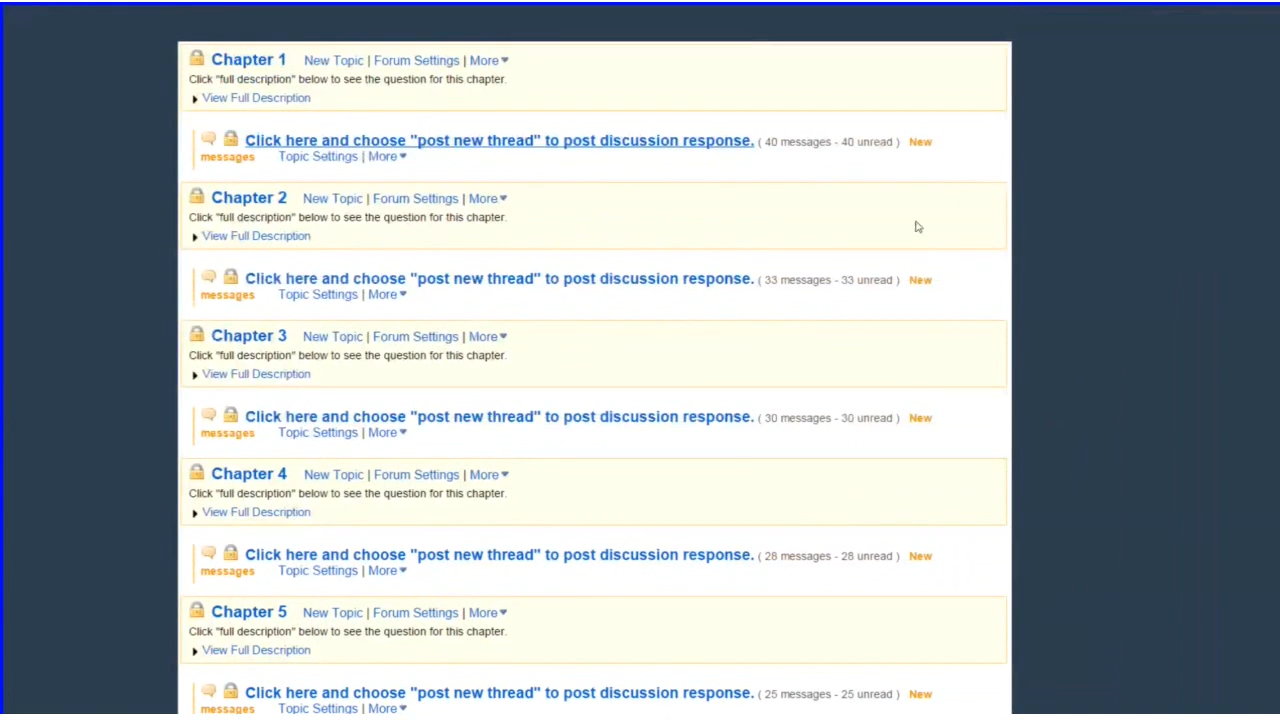 Chapter 1 New Topic | Forum Settings | More
Click "full description" below to see the question for this chapter.
View Full Description
Click here and choose "post new thread" to post discussion response. ( 40 messages - 40 unread ) New
messages Topic Settings | More
Chapter 2 New Topic | Forum Settings | More
Click "full description" below to see the question for this chapter.
View Full Description
Click here and choose "post new thread" to post discussion response. ( 33 messages - 33 unread ) New
messages Topic Settings | More
Chapter 3 New Topic | Forum Settings | More
Click "full description" below to see the question for this chapter.
View Full Description
Click here and choose "post new thread" to post discussion response. ( 30 messages - 30 unread ) New
messages Topic Settings | More
Chapter 4 New Topic | Forum Settings | More
Click "full description" below to see the question for this chapter.
View Full Description
Click here and choose "post new thread" to post discussion response. ( 28 messages - 28 unread ) New
messages Topic Settings | More
Chapter 5 New Topic | Forum Settings | More
Click "full description" below to see the question for this chapter.
View Full Description
Click here and choose "post new thread" to post discussion response. ( 25 messages - 25 unread ) New
messages Topic Settings | More